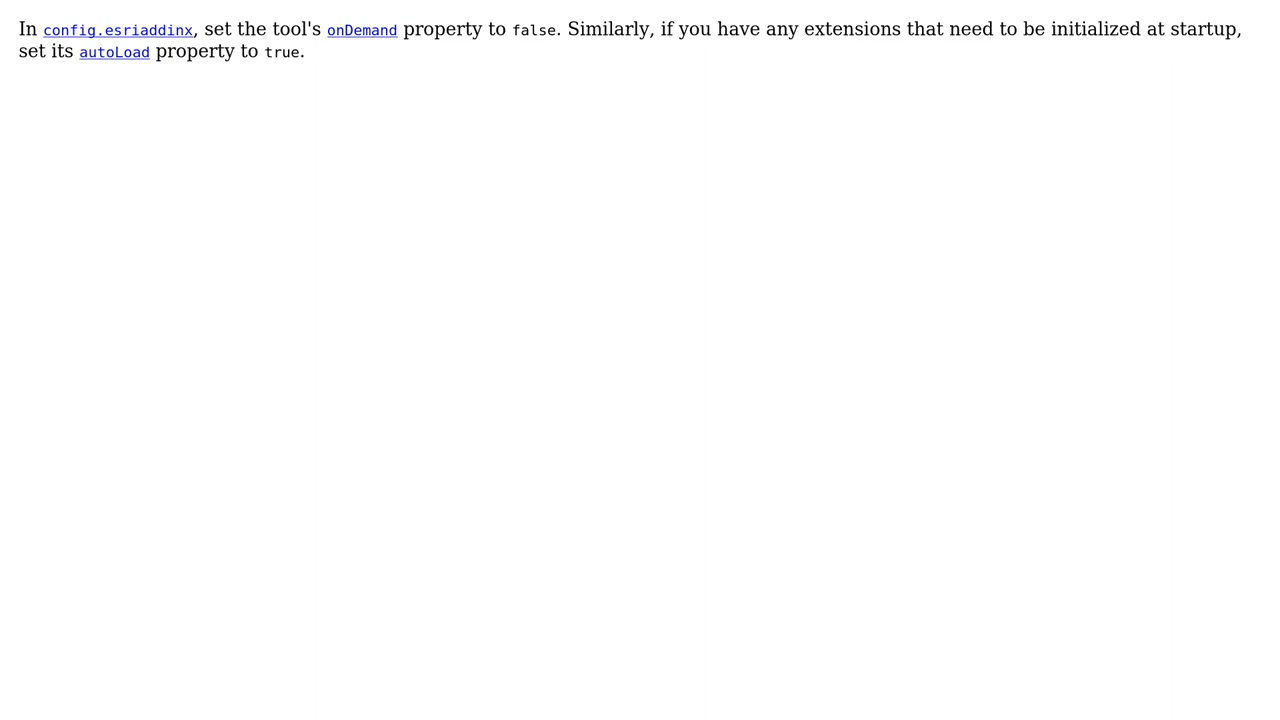 In config.esriaddinx, set the tool's onDemand property to false. Similarly, if you have any extensions that need to be initialized at startup,
set its autoLoad property to true.